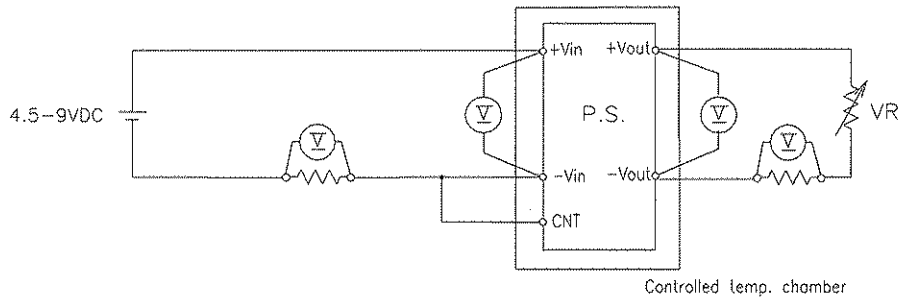 +Vin
+Vout
4.5-9VDC
V
P.S.
V
VR
V
V
-Vin
-Vout
CNT
Controlled temp. chamber